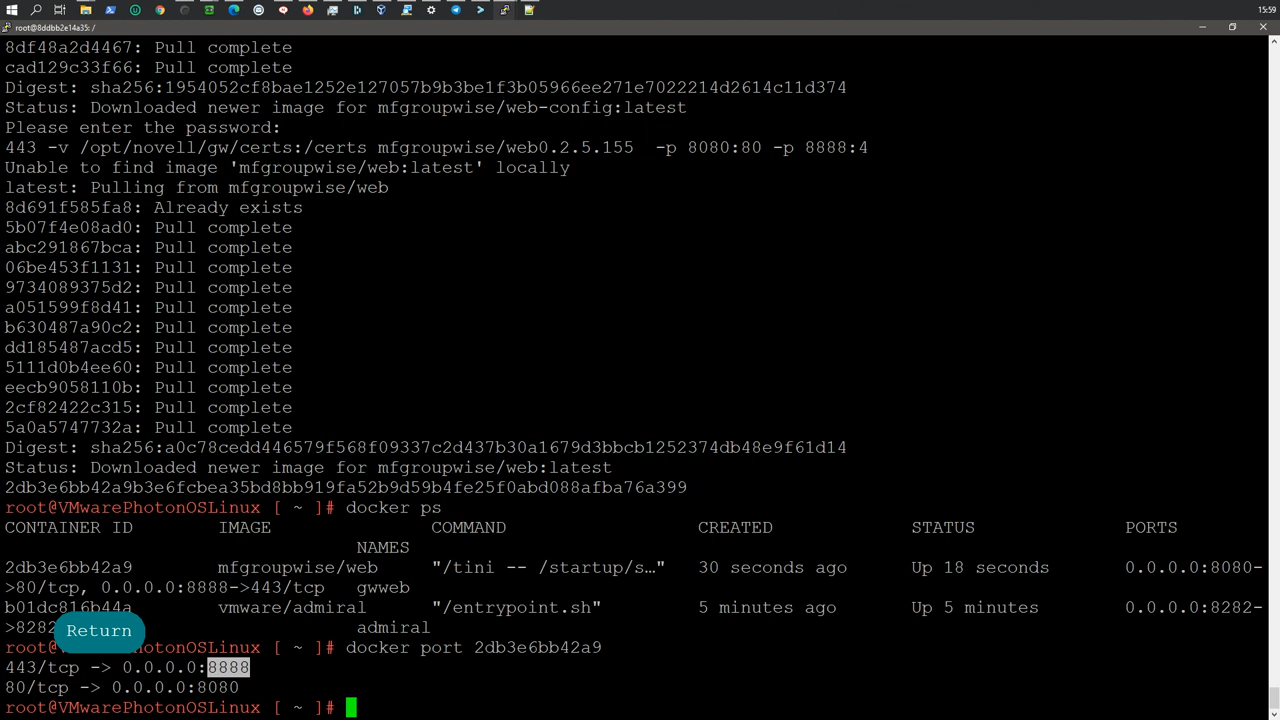 15:59
root@8ddbb2e14a35: /
8df48a2d4467: Pull complete
cad129c33f66: Pull complete
Digest: sha256:1954052cf8bae1252e127057b9b3be1f3b05966ee271e7022214d2614c11d374
Status: Downloaded newer image for mfgroupwise/web-config:latest
Please enter the password:
443 -v /opt/novell/gw/certs:/certs mfgroupwise/web0.2.5.155  -p 8080:80 -p 8888:4
Unable to find image 'mfgroupwise/web:latest' locally
latest: Pulling from mfgroupwise/web
8d691f585fa8: Already exists
5b07f4e08ad0: Pull complete
abc291867bca: Pull complete
06be453f1131: Pull complete
9734089375d2: Pull complete
a051599f8d41: Pull complete
b630487a90c2: Pull complete
dd185487acd5: Pull complete
5111d0b4ee60: Pull complete
eecb9058110b: Pull complete
2cf82422c315: Pull complete
5a0a5747732a: Pull complete
Digest: sha256:a0c78cedd446579f568f09337c2d437b30a1679d3bbcb1252374db48e9f61d14
Status: Downloaded newer image for mfgroupwise/web:latest
2db3e6bb42a9b3e6fcbea35bd8bb919fa52b9d59b4fe25f0abd088afba76a399
root@VMwarePhotonOSLinux [ ~ ]# docker ps
CONTAINER ID        IMAGE               COMMAND                  CREATED             STATUS              PORTS
NAMES
2db3e6bb42a9        mfgroupwise/web     "/tini -- /startup/s…"   30 seconds ago      Up 18 seconds       0.0.0.0:8080-
>80/tcp, 0.0.0.0:8888->443/tcp   gwweb
b01dc816b44a        vmware/admiral      "/entrypoint.sh"         5 minutes ago       Up 5 minutes        0.0.0.0:8282-
>8282                            admiral
Return
root@VMwarePhotonOSLinux [ ~ ]# docker port 2db3e6bb42a9
443/tcp -> 0.0.0.0:8888
80/tcp -> 0.0.0.0:8080
root@VMwarePhotonOSLinux [ ~ ]#